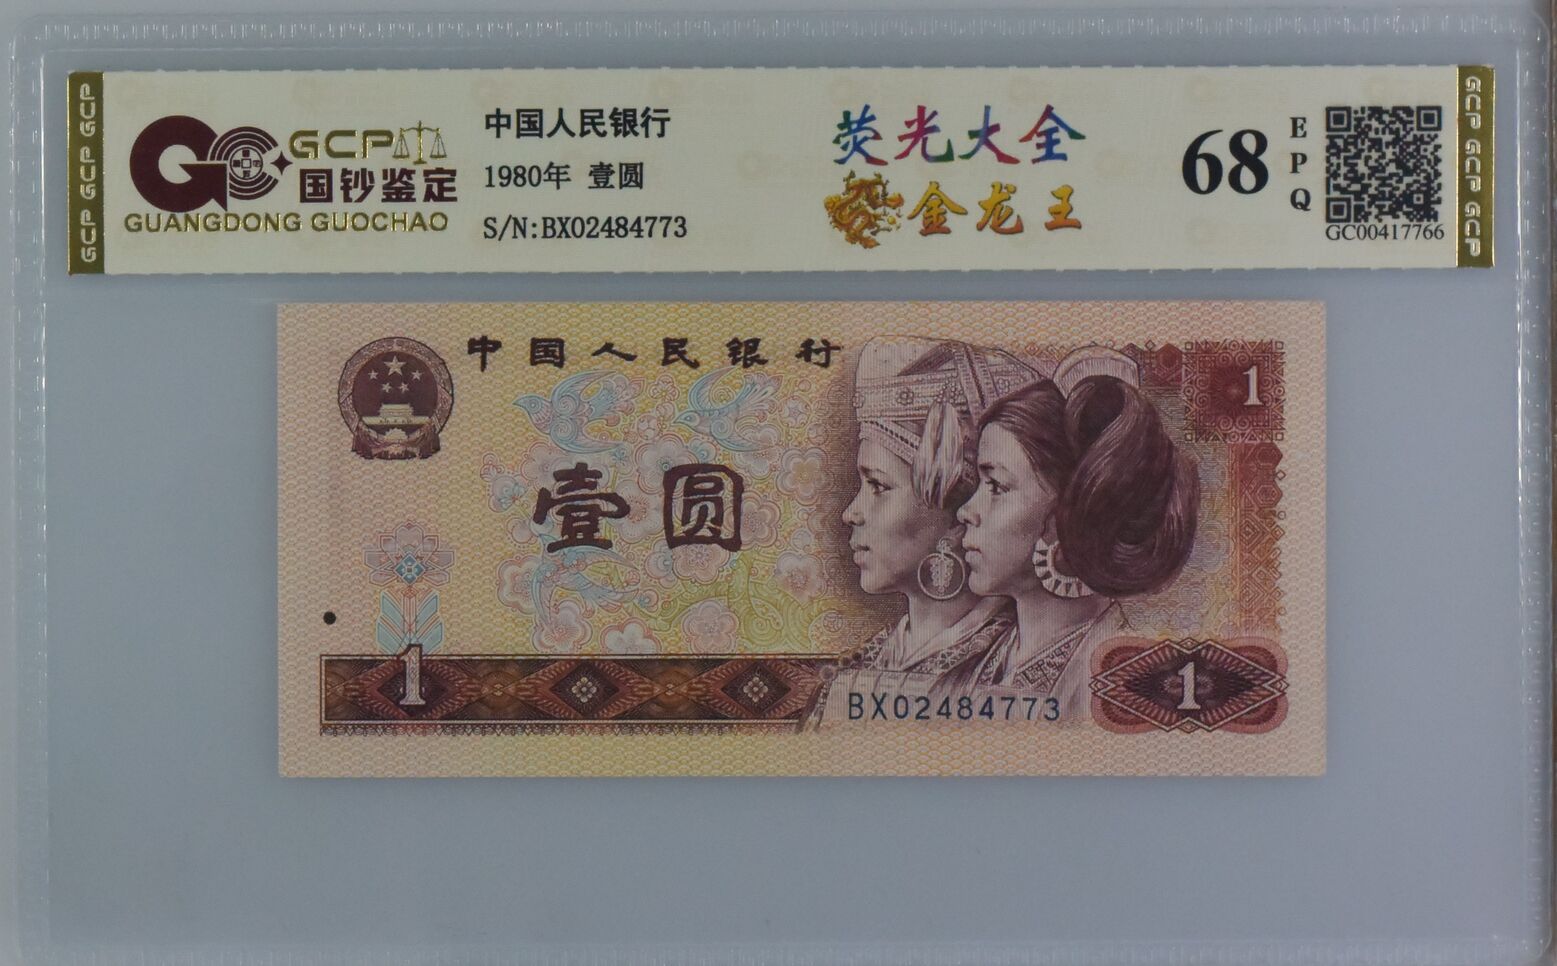 GCP GCP GCP
GCP
国钞鉴定
GUANGDONG GUOCHAO
中国人民银行
1980年 壹圆
S/N:BX02484773
荧光大全
金龙王
68
EPQ
GC00417766
GCP GCP GCP
中国人民银行
1
壹圆
1
BX02484773
1